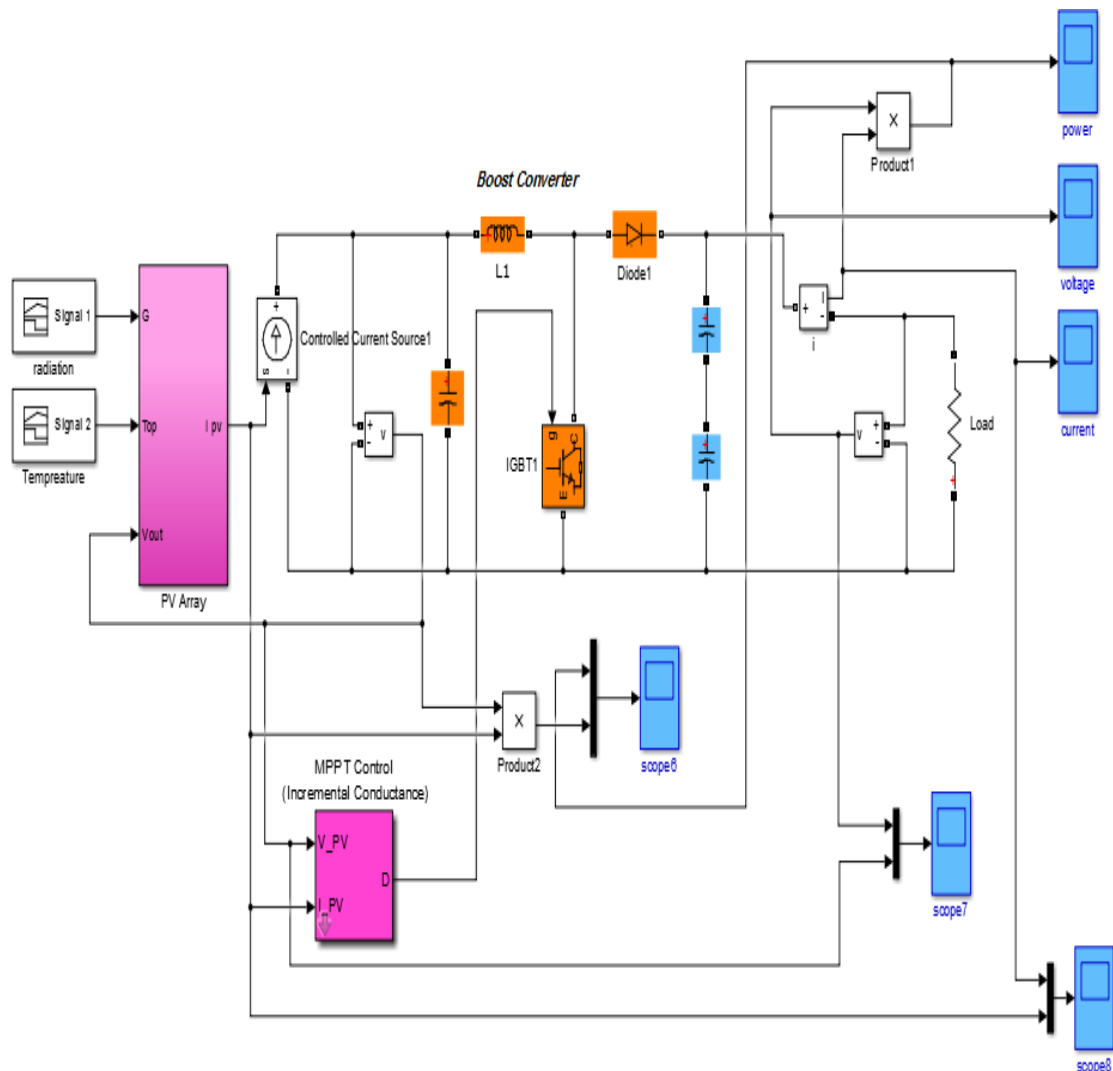 power
Product1
Boost Converter
voltage
L1
Diode1
Signal 1
G
radiation
Controlled Current Source1
i
current
Signal 2
Top
I pv
Tempreature
v
IGBT1
g
C
E
v
Load
Vout
PV Array
Product2
scope6
MPPT Control
(Incremental Conductance)
V_PV
D
I_PV
scope7
scope8